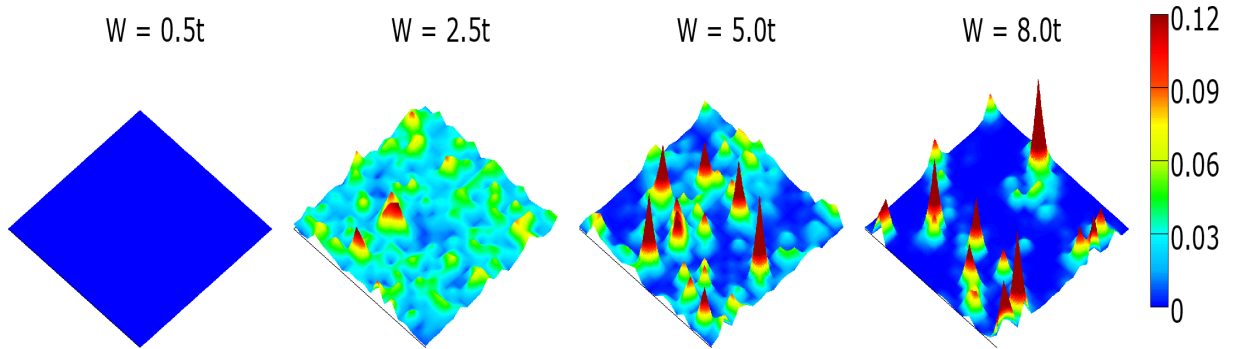 W = 0.5t
W = 2.5t
W = 5.0t
W = 8.0t
0.12
0.09
0.06
0.03
0